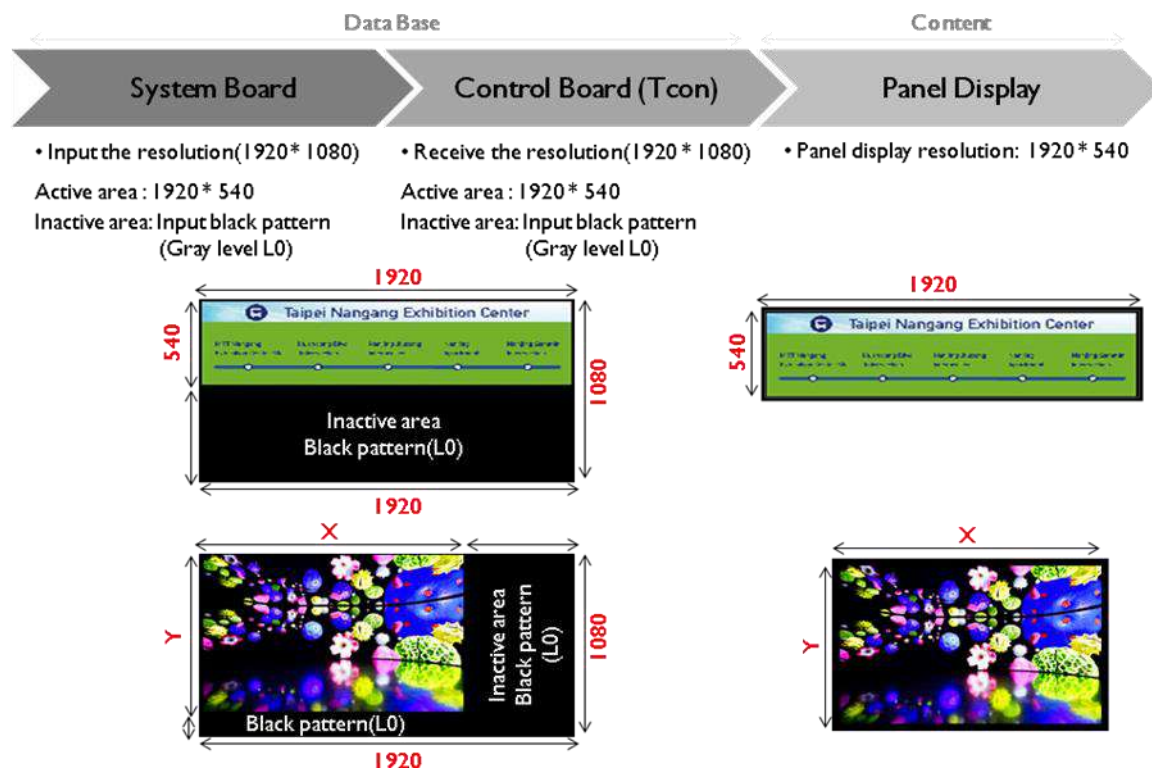 Data Base
Content
System Board
Control Board (Tcon)
Panel Display
• Input the resolution(1920* 1080)
Active area : 1920* 540
Inactive area: Input black pattern
(Gray level L0)
• Receive the resolution(1920* 1080)
Active area : 1920* 540
Inactive area: Input black pattern
(Gray level L0)
• Panel display resolution: 1920* 540
1920
540
Taipei Nangang Exhibition Center
1080
Inactive area
Black pattern(L0)
1920
1920
540
Taipei Nangang Exhibition Center
X
Y
Inactive area
Black pattern
(L0)
1080
Black pattern(L0)
1920
X
Y